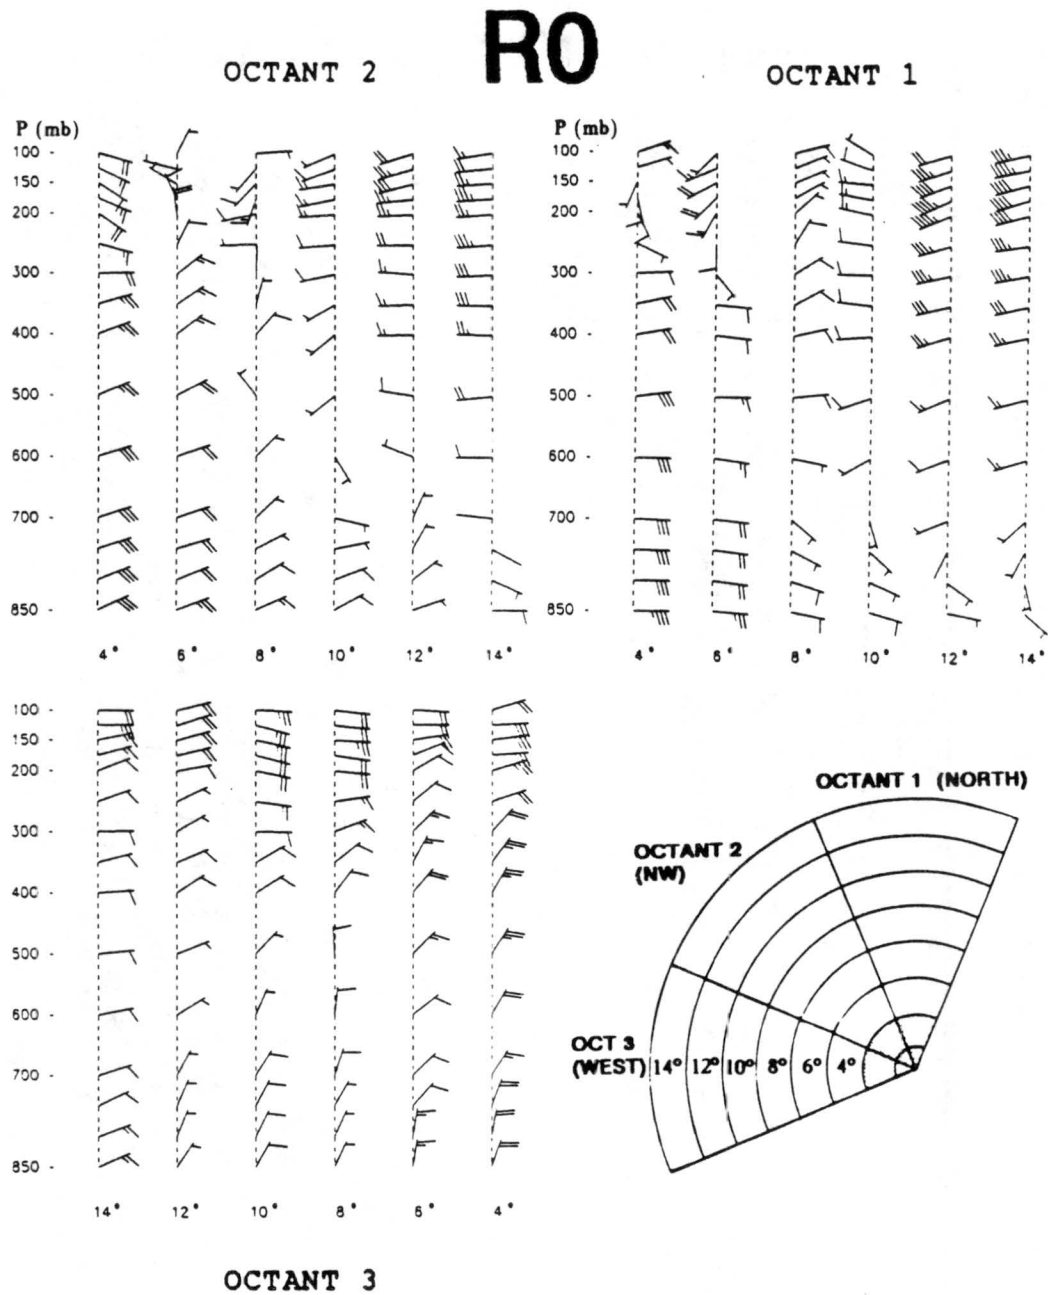 R0
OCTANT 2
OCTANT 1
P (mb)
100 -
150 -
200 -
300 -
400 -
500 -
600 -
700 -
850 -
4° 6° 8° 10° 12° 14°
P (mb)
100 -
150 -
200 -
300 -
400 -
500 -
600 -
700 -
850 -
4° 6° 8° 10° 12° 14°
100 -
150 -
200 -
300 -
400 -
500 -
600 -
700 -
850 -
14° 12° 10° 8° 6° 4°
OCTANT 3
OCTANT 1 (NORTH)
OCTANT 2
(NW)
OCT 3
(WEST) 14° 12° 10° 8° 6° 4°